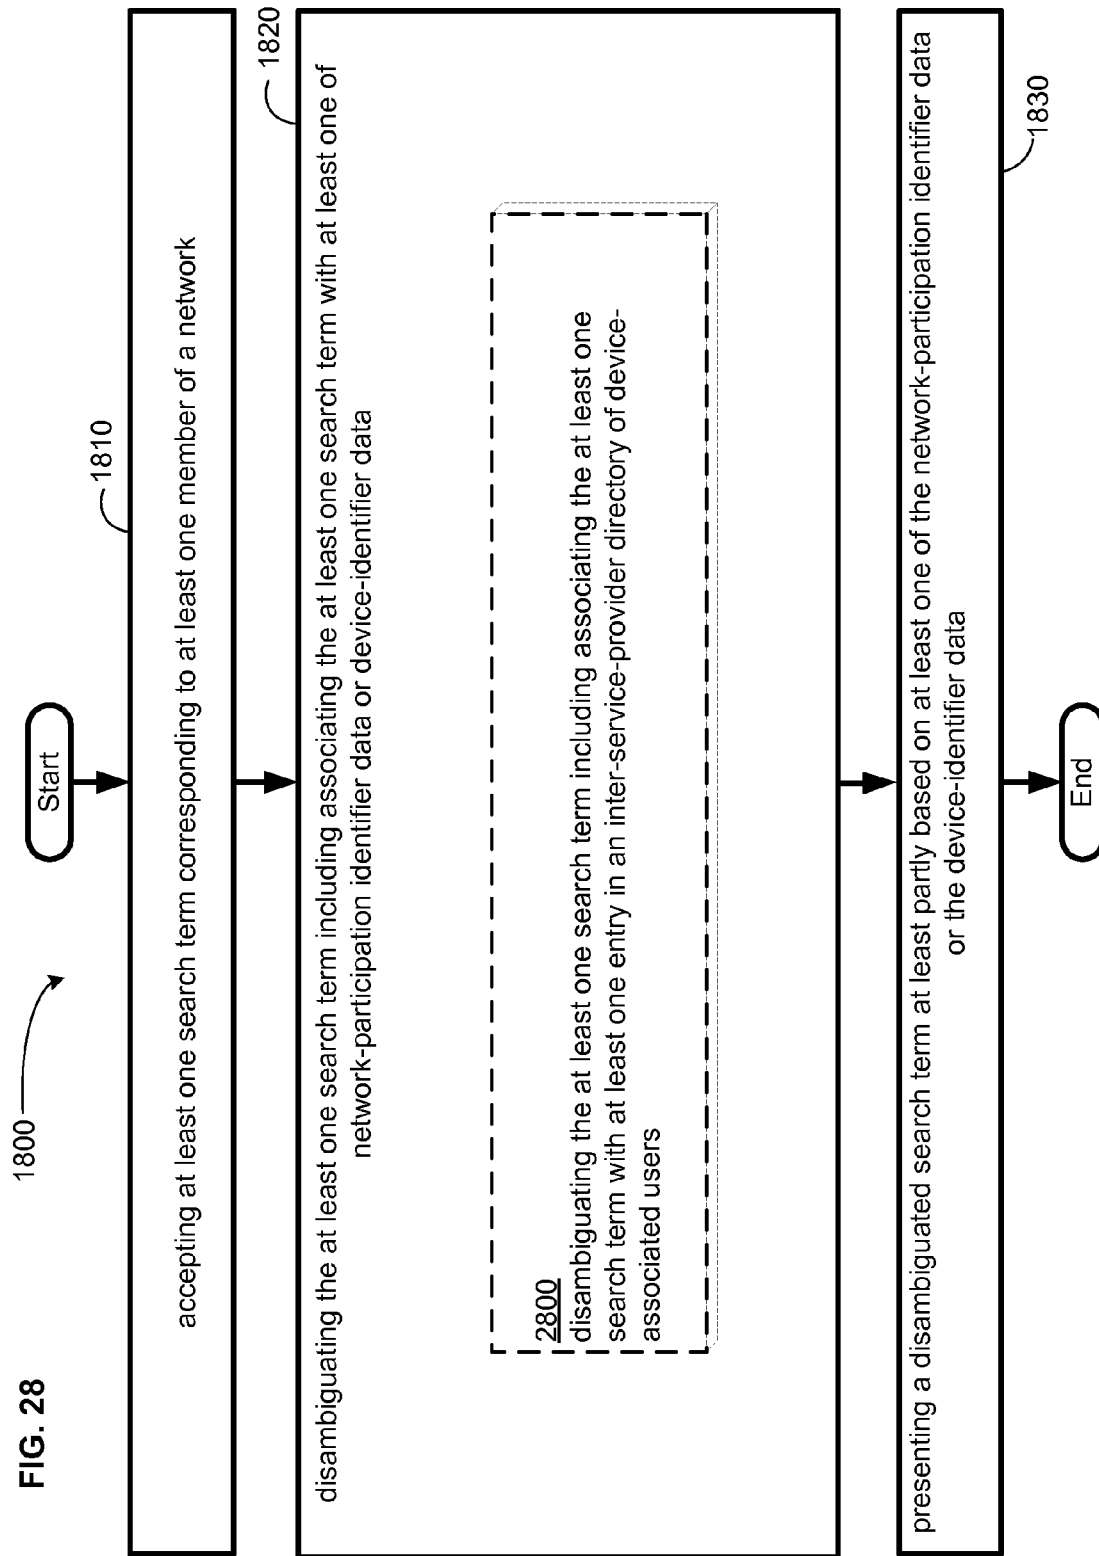 FIG. 28
1800
Start
1810
accepting at least one search term corresponding to at least one member of a network
1820
disambiguating the at least one search term including associating the at least one search term with at least one of
network-participation identifier data or device-identifier data
2800
disambiguating the at least one search term including associating the at least one
search term with at least one entry in an inter-service-provider directory of device-
associated users
presenting a disambiguated search term at least partly based on at least one of the network-participation identifier data
or the device-identifier data
1830
End